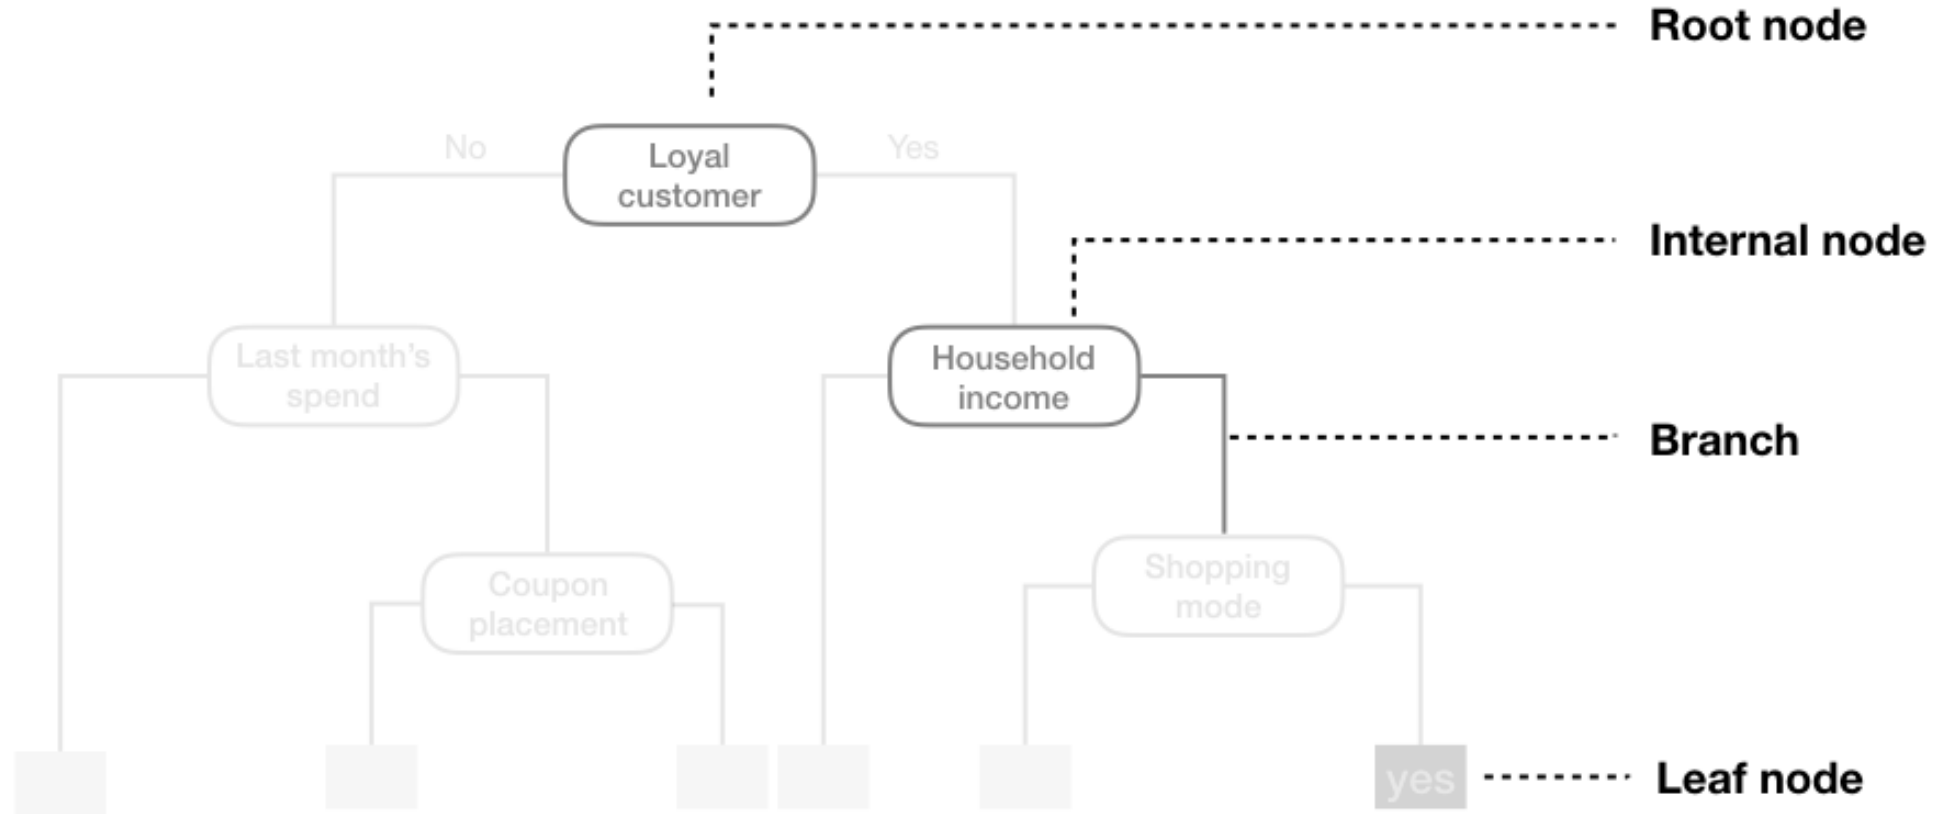 Root node
No
Loyal
customer
Yes
Internal node
Last month’s
spend
Household
income
Branch
Coupon
placement
Shopping
mode
yes
Leaf node